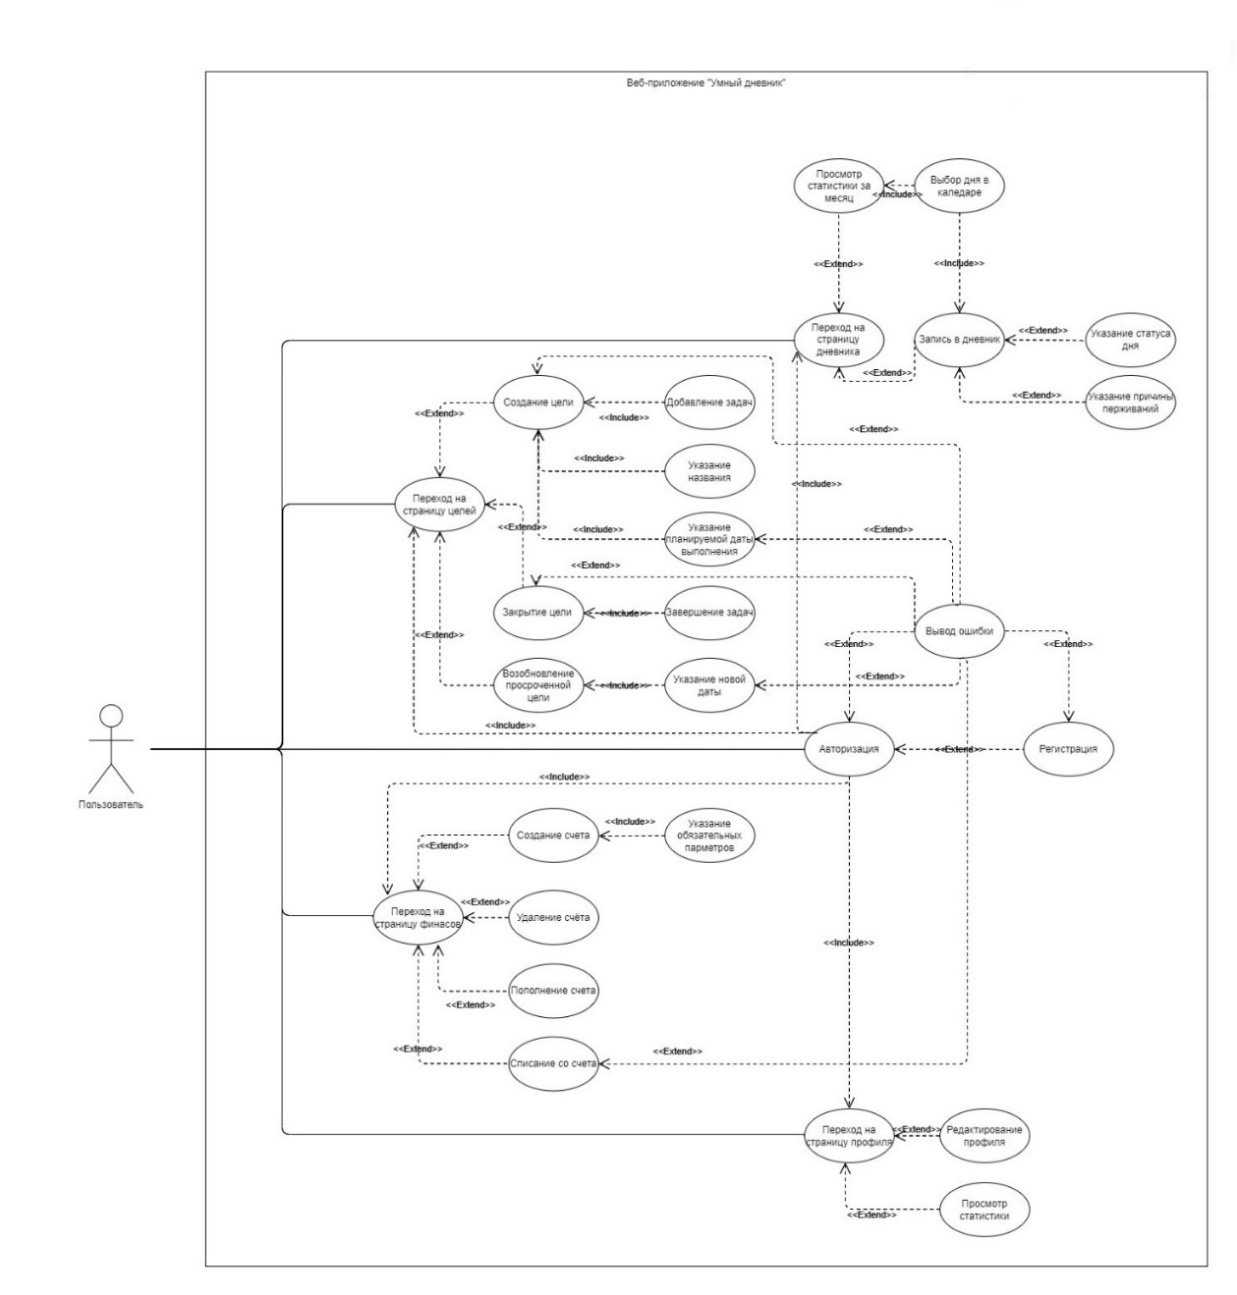 Веб-приложение "Умный дневник"
Просмотр
статистики за
месяц
<<Include>>
Выбор дня в
каледаре
<<Extend>>
<<Include>>
Переход на
страницу
дневника
Запись в дневник
<<Extend>>
Указание статуса
дня
<<Extend>>
<<Extend>>
Указание причины
перживаний
Создание цели
<<Extend>>
<<Include>>
Добавление задач
<<Extend>>
<<Include>>
Указание
названия
<<Include>>
Переход на
страницу целей
<<Extend>>
<<Include>>
Указание
планируемой даты
выполнения
<<Extend>>
<<Extend>>
Закрытие цели
<<Include>>
Завершение задач
Вывод ошибки
<<Extend>>
<<Extend>>
<<Extend>>
Возобновление
просроченной
цели
<<Include>>
Указание новой
даты
<<Extend>>
<<Include>>
Авторизация
<<Extend>>
Регистрация
Пользователь
<<Include>>
Создание счета
<<Include>>
Указание
обязательных
парметров
<<Extend>>
Переход на
страницу финасов
<<Extend>>
Удаление счёта
<<Include>>
Пополнение счета
<<Extend>>
<<Extend>>
Списание со счета
<<Extend>>
Переход на
страницу профиля
<<Extend>>
Редактирование
профиля
<<Extend>>
Просмотр
статистики